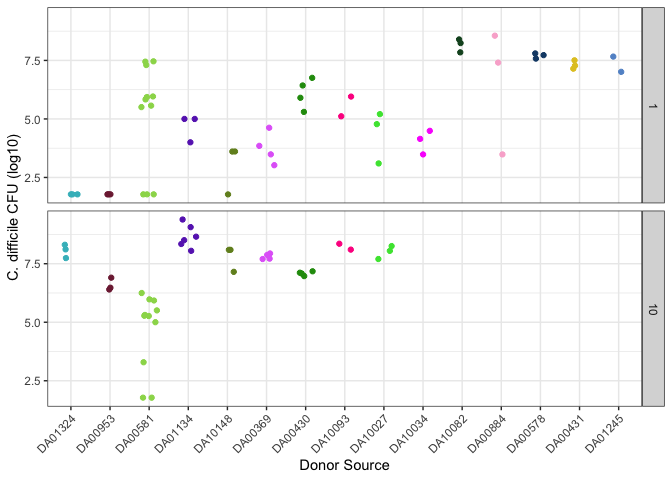 C. difficile CFU (log10)
7.5
5.0
2.5
1
7.5
5.0
2.5
10
DA01324
DA00953
DA00581
DA01134
DA10148
DA00369
DA00430
DA10093
DA10027
DA10034
DA10082
DA00884
DA00578
DA00431
DA01245
Donor Source